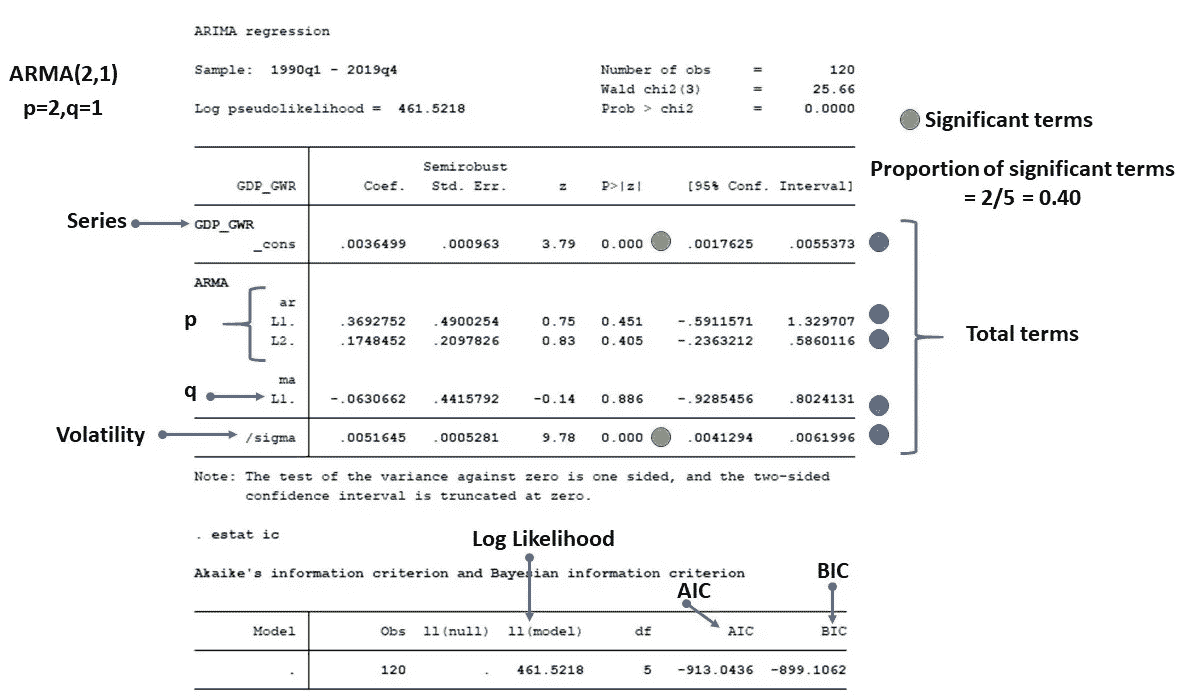 ARIMA regression
ARMA(2,1)
p=2,q=1
Sample: 1990q1 - 2019q4
Number of obs = 120
Wald chi2(3) = 25.66
Log pseudolikelihood = 461.5218
Prob > chi2 = 0.0000
Significant terms
Proportion of significant terms
= 2/5 = 0.40
Semirobust
GDP_GWR Coef. Std. Err. z P>|z| [95% Conf. Interval]
Series
GDP_GWR
_cons .0036499 .000963 3.79 0.000 .0017625 .0055373
ARMA
p
ar
L1. .3692752 .4900254 0.75 0.451 -.5911571 1.329707
L2. .1748452 .2097826 0.83 0.405 -.2363212 .5860116
Total terms
q
ma
L1. -.0630662 .4415792 -0.14 0.886 -.9285456 .8024131
Volatility
/sigma .0051645 .0005281 9.78 0.000 .0041294 .0061996
Note: The test of the variance against zero is one sided, and the two-sided
confidence interval is truncated at zero.
. estat ic
Log Likelihood
Akaike's information criterion and Bayesian information criterion
AIC
BIC
Model Obs ll(null) ll(model) df AIC BIC
. 120 . 461.5218 5 -913.0436 -899.1062